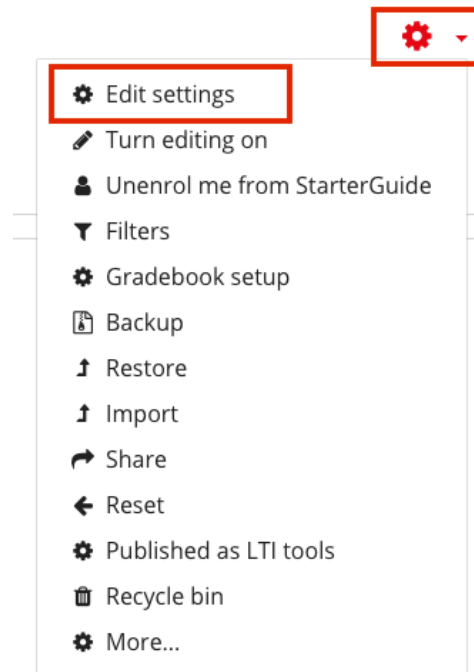 Edit settings
Turn editing on
Unenrol me from StarterGuide
Filters
Gradebook setup
Backup
Restore
Import
Share
Reset
Published as LTI tools
Recycle bin
More...